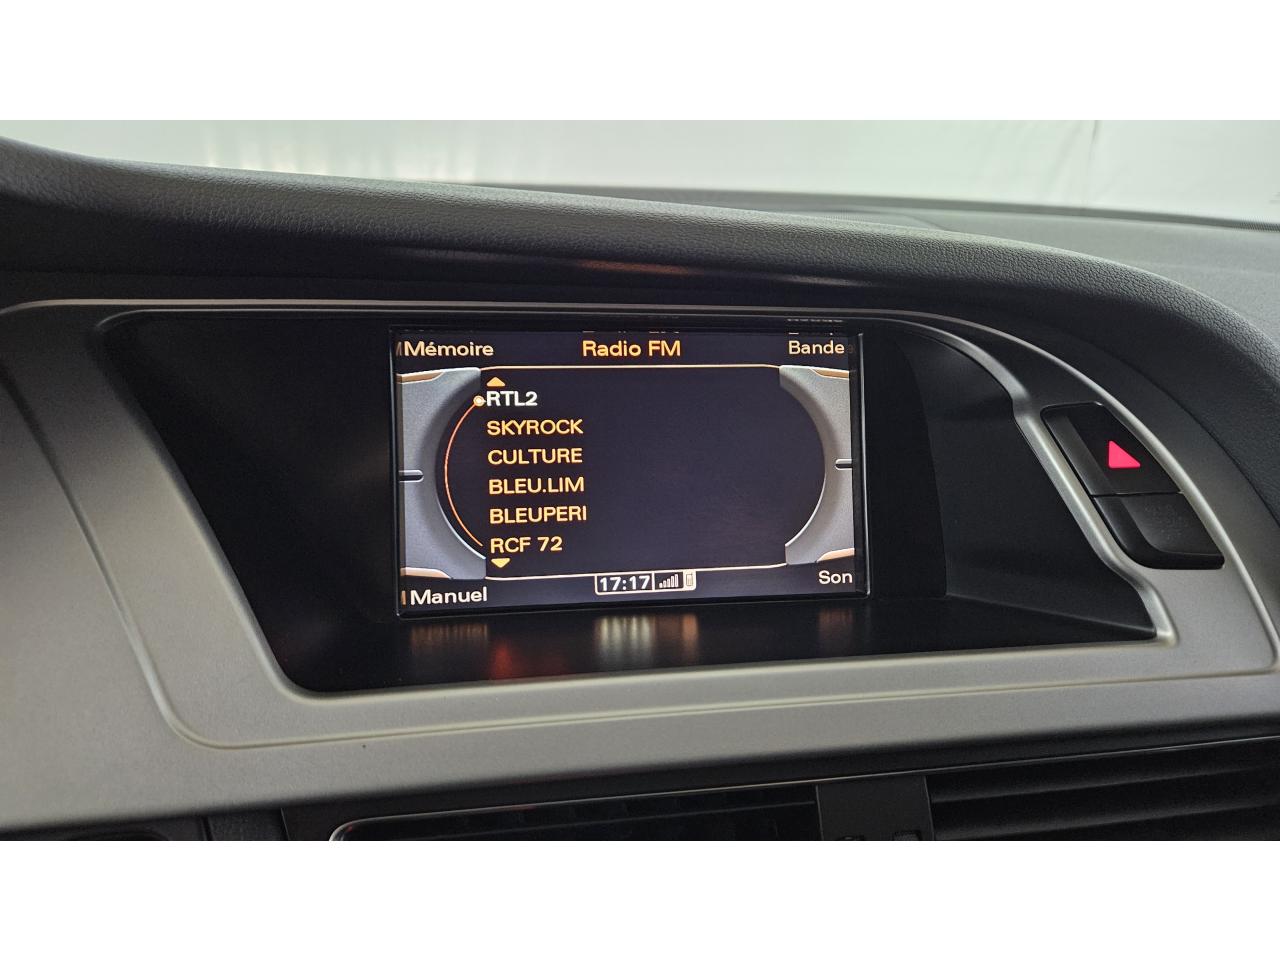 Mémoire Radio FM Bande
RTL2
SKYROCK
CULTURE
BLEU.LIM
BLEUPERI
RCF 72
17:17
Manuel Son